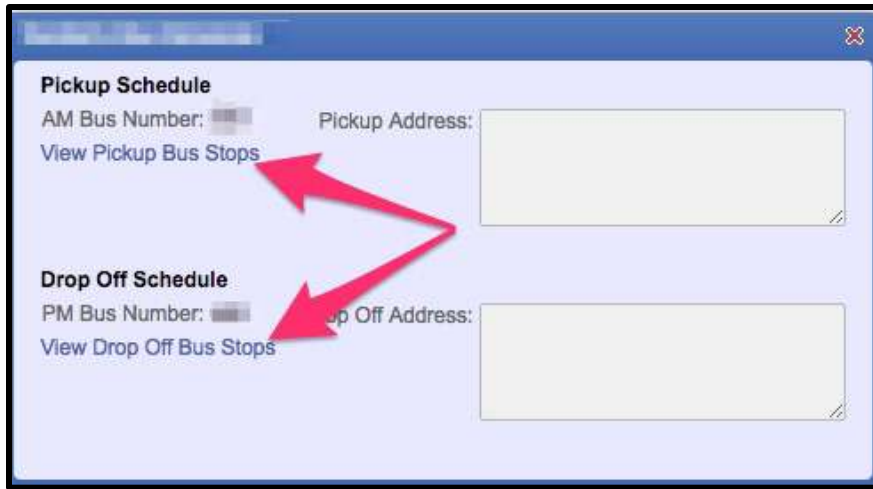 Pickup Schedule
AM Bus Number: Pickup Address:
View Pickup Bus Stops
Drop Off Schedule
PM Bus Number: Off Address:
View Drop Off Bus Stops